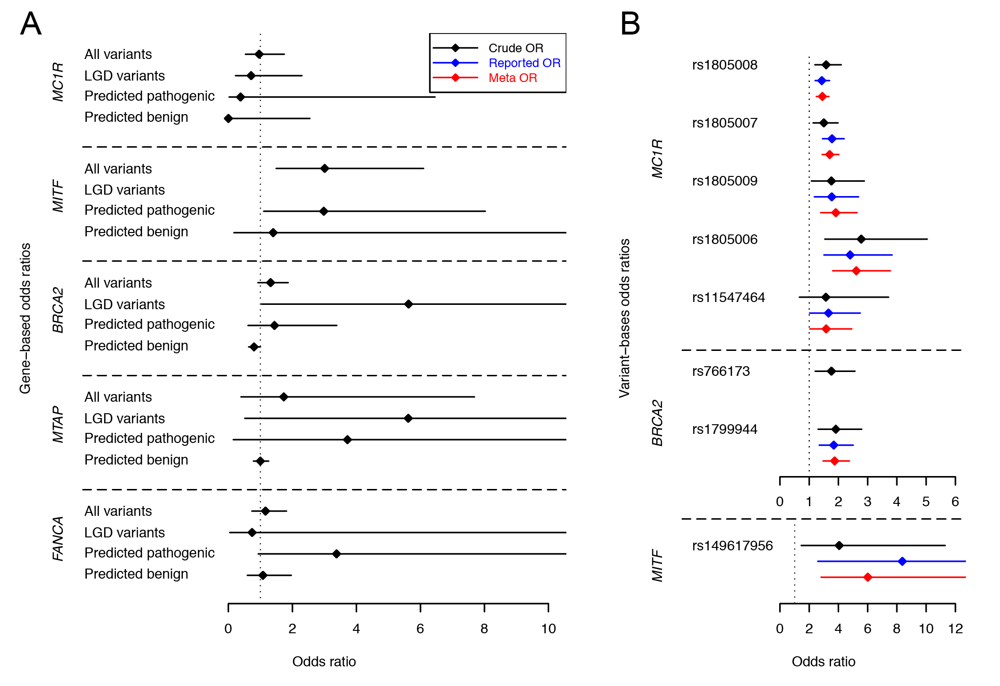 A
Gene−based odds ratios
MC1R
All variants
LGD variants
Predicted pathogenic
Predicted benign
Crude OR
Reported OR
Meta OR
MITF
All variants
LGD variants
Predicted pathogenic
Predicted benign
BRCA2
All variants
LGD variants
Predicted pathogenic
Predicted benign
MTAP
All variants
LGD variants
Predicted pathogenic
Predicted benign
FANCA
All variants
LGD variants
Predicted pathogenic
Predicted benign
0 2 4 6 8 10
Odds ratio
B
Variant−bases odds ratios
MC1R
rs1805008
rs1805007
rs1805009
rs1805006
rs11547464
BRCA2
rs766173
rs1799944
0 1 2 3 4 5 6
MITF
rs149617956
0 2 4 6 8 10 12
Odds ratio